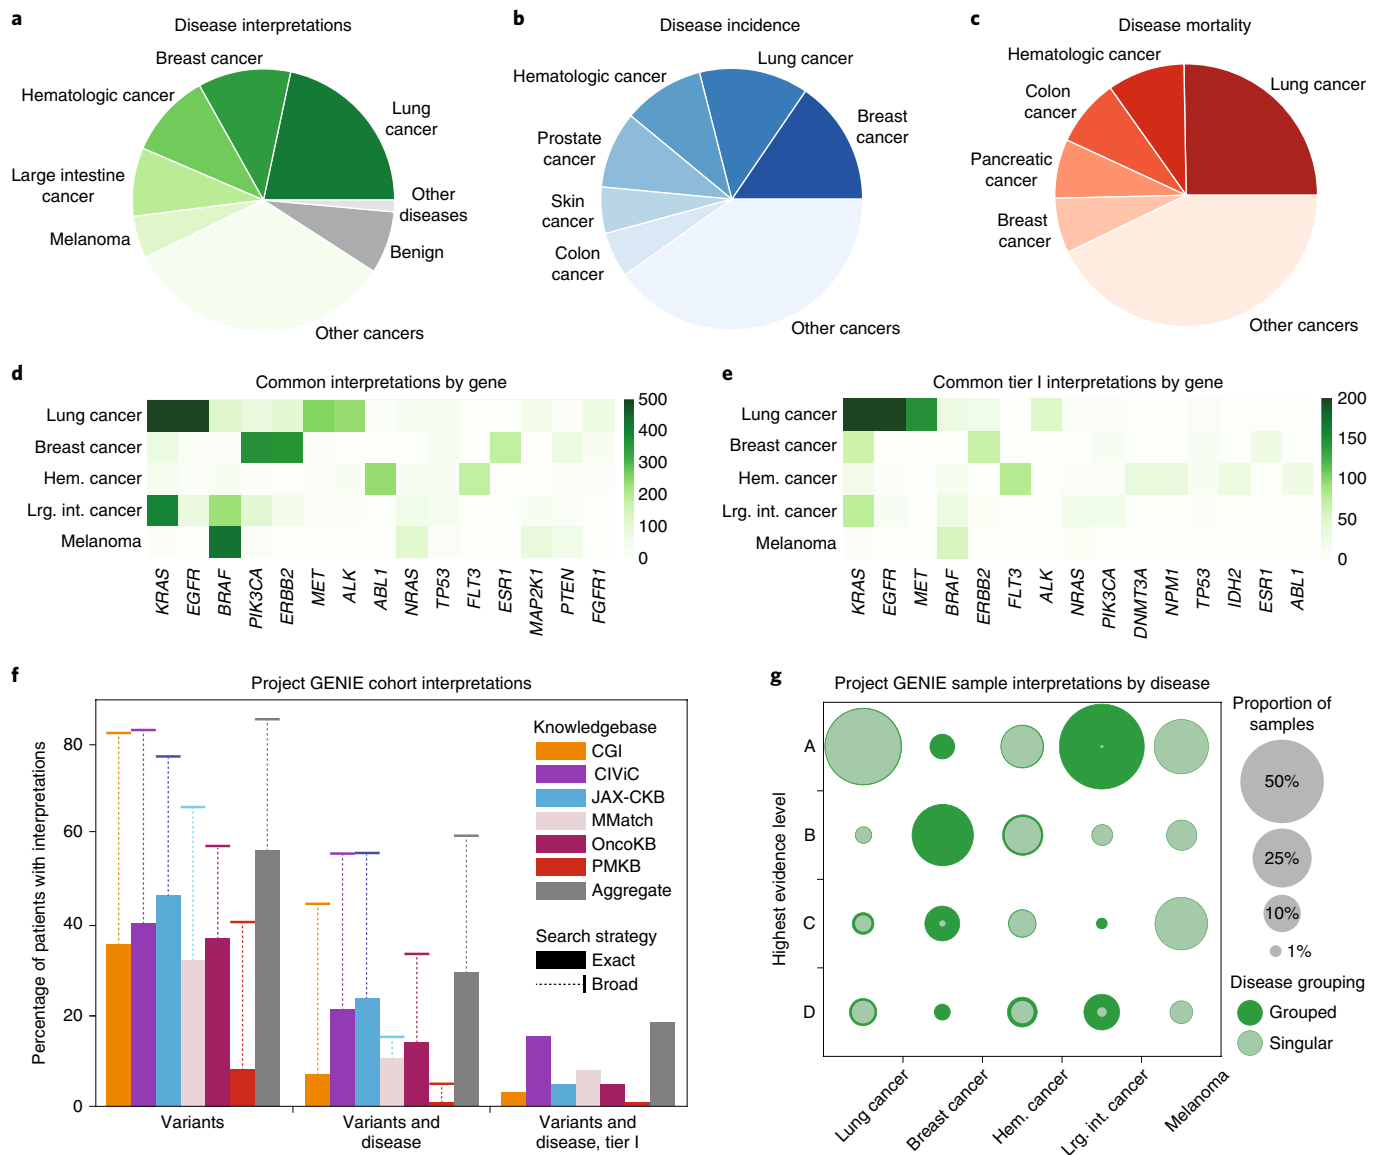 a
Disease interpretations
Breast cancer
Hematologic cancer
Lung
cancer
Large intestine
cancer
Other
diseases
Melanoma
Benign
Other cancers
b
Disease incidence
Lung cancer
Hematologic cancer
Breast
cancer
Prostate
cancer
Skin
cancer
Colon
cancer
Other cancers
c
Disease mortality
Hematologic cancer
Lung cancer
Colon
cancer
Pancreatic
cancer
Breast
cancer
Other cancers
d
Common interpretations by gene
Lung cancer
Breast cancer
Hem. cancer
Lrg. int. cancer
Melanoma
KRAS
EGFR
BRAF
PIK3CA
ERBB2
MET
ALK
ABL1
NRAS
TP53
FLT3
ESR1
MAP2K1
PTEN
FGFR1
500
400
300
200
100
0
e
Common tier I interpretations by gene
Lung cancer
Breast cancer
Hem. cancer
Lrg. int. cancer
Melanoma
KRAS
EGFR
MET
BRAF
ERBB2
FLT3
ALK
NRAS
PIK3CA
DNMT3A
NPM1
TP53
IDH2
ESR1
ABL1
200
150
100
50
0
f
Project GENIE cohort interpretations
Percentage of patients with interpretations
80
60
40
20
0
Knowledgebase
CGI
CIViC
JAX-CKB
MMatch
OncoKB
PMKB
Aggregate
Search strategy
Exact
Broad
Variants
Variants and
disease
Variants and
disease, tier I
g
Project GENIE sample interpretations by disease
Highest evidence level
A
B
C
D
Lung cancer
Breast cancer
Hem. cancer
Lrg. int. cancer
Melanoma
Proportion of
samples
50%
25%
10%
1%
Disease grouping
Grouped
Singular